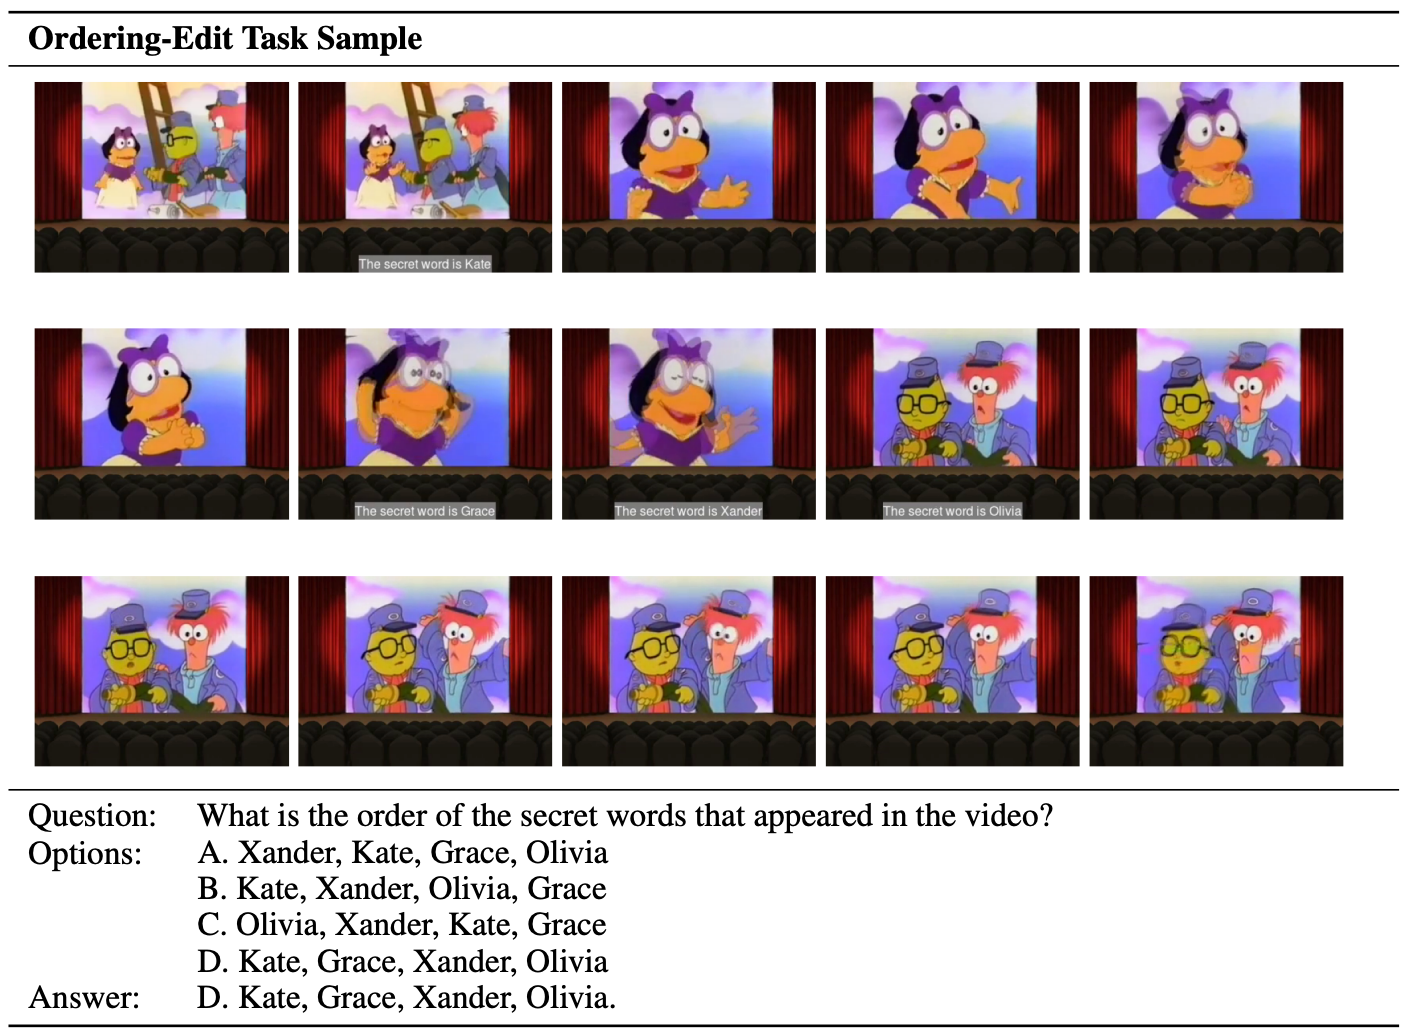 Ordering-Edit Task Sample
The secret word is Kate
The secret word is Grace
The secret word is Xander
The secret word is Olivia
Question: What is the order of the secret words that appeared in the video?
Options: A. Xander, Kate, Grace, Olivia
B. Kate, Xander, Olivia, Grace
C. Olivia, Xander, Kate, Grace
D. Kate, Grace, Xander, Olivia
Answer: D. Kate, Grace, Xander, Olivia.